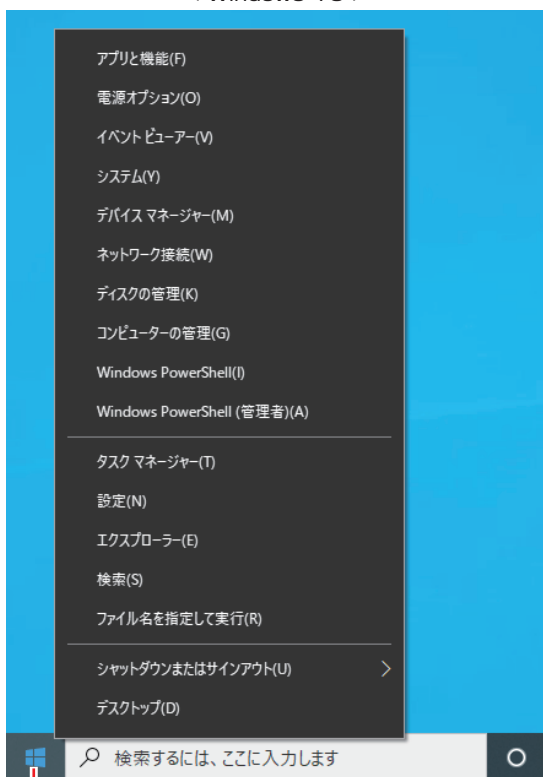 アプリと機能(F)
電源オプション(O)
イベント ビューアー(V)
システム(Y)
デバイス マネージャー(M)
ネットワーク接続(W)
ディスクの管理(K)
コンピューターの管理(G)
Windows PowerShell(I)
Windows PowerShell (管理者)(A)
タスク マネージャー(T)
設定(N)
エクスプローラー(E)
検索(S)
ファイル名を指定して実行(R)
シャットダウンまたはサインアウト(U)
デスクトップ(D)
検索するには、ここに入力します